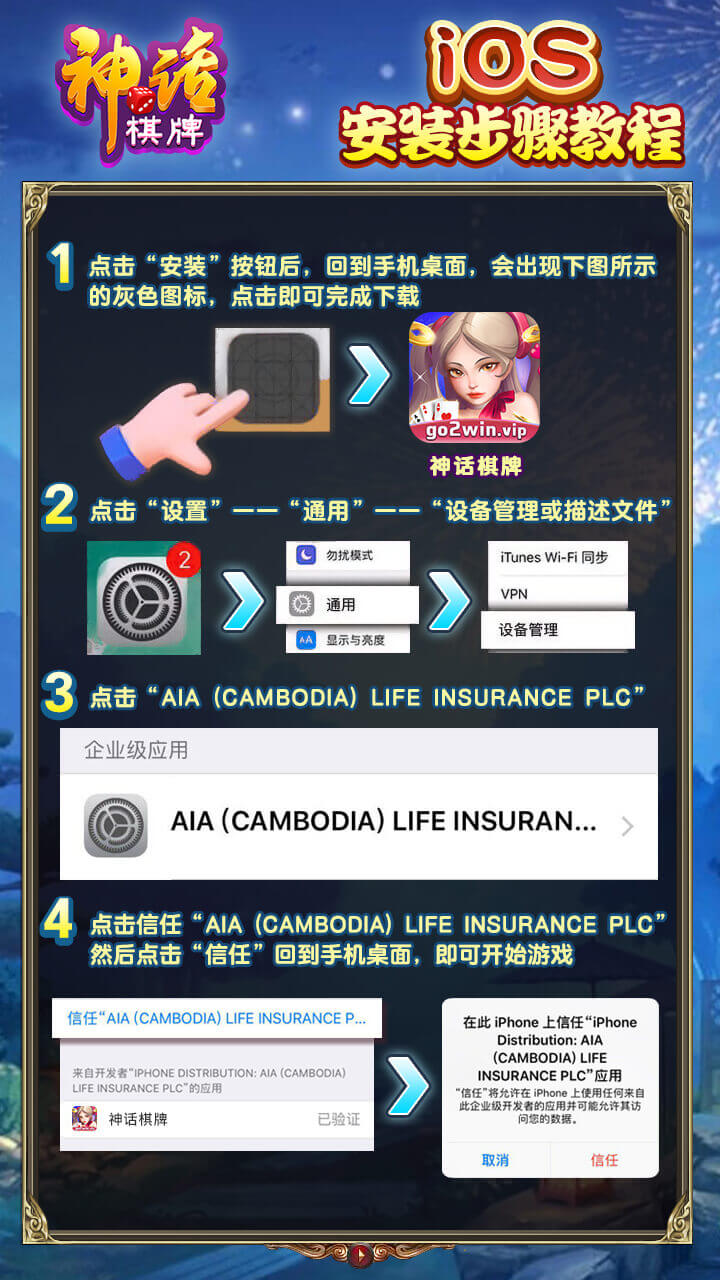 神话
棋牌
iOS
安装步骤教程
1 点击“安装”按钮后，回到手机桌面，会出现下图所示
的灰色图标，点击即可完成下载
go2win.vip
神话棋牌
2 点击“设置”——“通用”——“设备管理或描述文件”
2
勿扰模式
通用
AA 显示与亮度
iTunes Wi-Fi 同步
VPN
设备管理
3 点击“AIA (CAMBODIA) LIFE INSURANCE PLC”
企业级应用
AIA (CAMBODIA) LIFE INSURAN...
4 点击信任“AIA (CAMBODIA) LIFE INSURANCE PLC”
然后点击“信任”回到手机桌面，即可开始游戏
信任“AIA (CAMBODIA) LIFE INSURANCE P...
来自开发者“IPHONE DISTRIBUTION: AIA (CAMBODIA)
LIFE INSURANCE PLC”的应用
神话棋牌 已验证
在此 iPhone 上信任“iPhone
Distribution: AIA
(CAMBODIA) LIFE
INSURANCE PLC”应用
“信任”将允许在 iPhone 上使用任何来自
此企业级开发者的应用并可能允许其访
问您的数据。
取消 信任